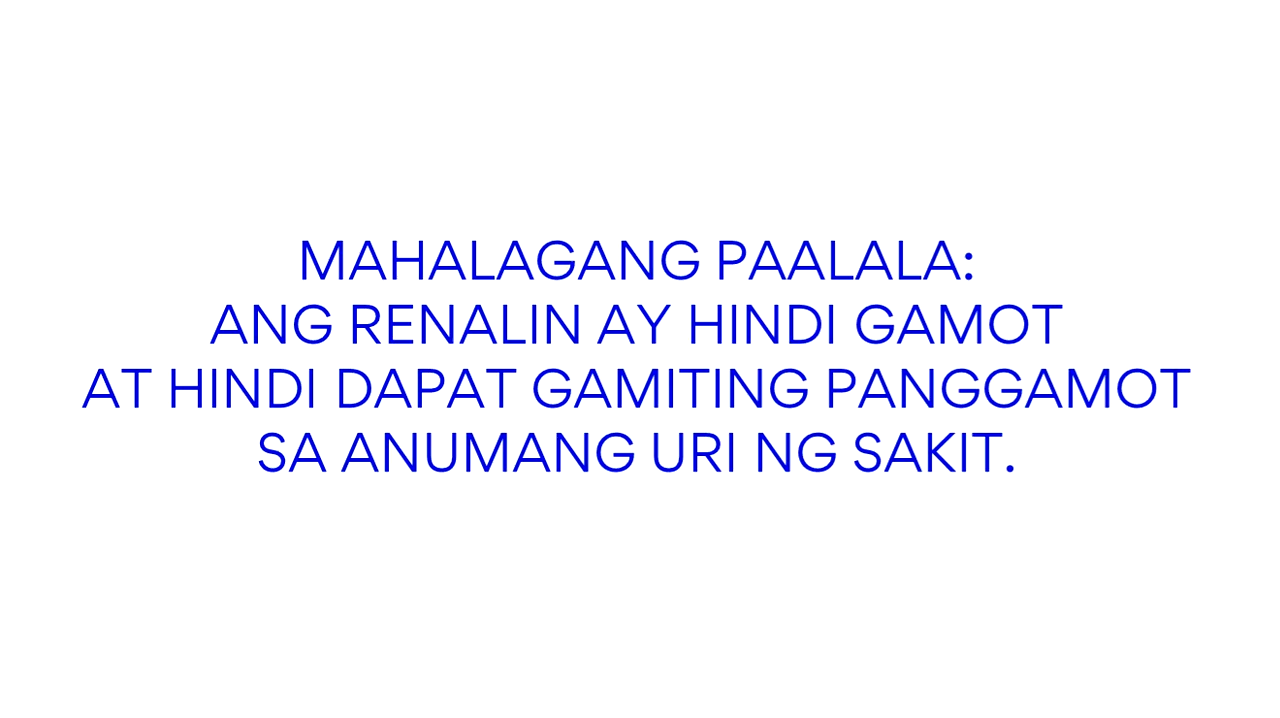 MAHALAGANG PAALALA:
ANG RENALIN AY HINDI GAMOT
AT HINDI DAPAT GAMITING PANGGAMOT
SA ANUMANG URI NG SAKIT.